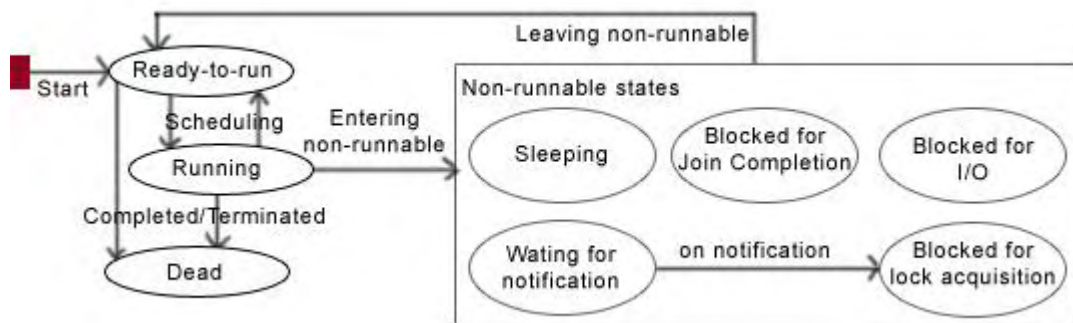 Leaving non-runnable
Ready-to-run
Start
Non-runnable states
Scheduling
Entering
non-runnable
Running
Sleeping
Blocked for
Join Completion
Blocked for
I/O
Completed/Terminated
Dead
Wating for
notification
on notification
Blocked for
lock acquisition